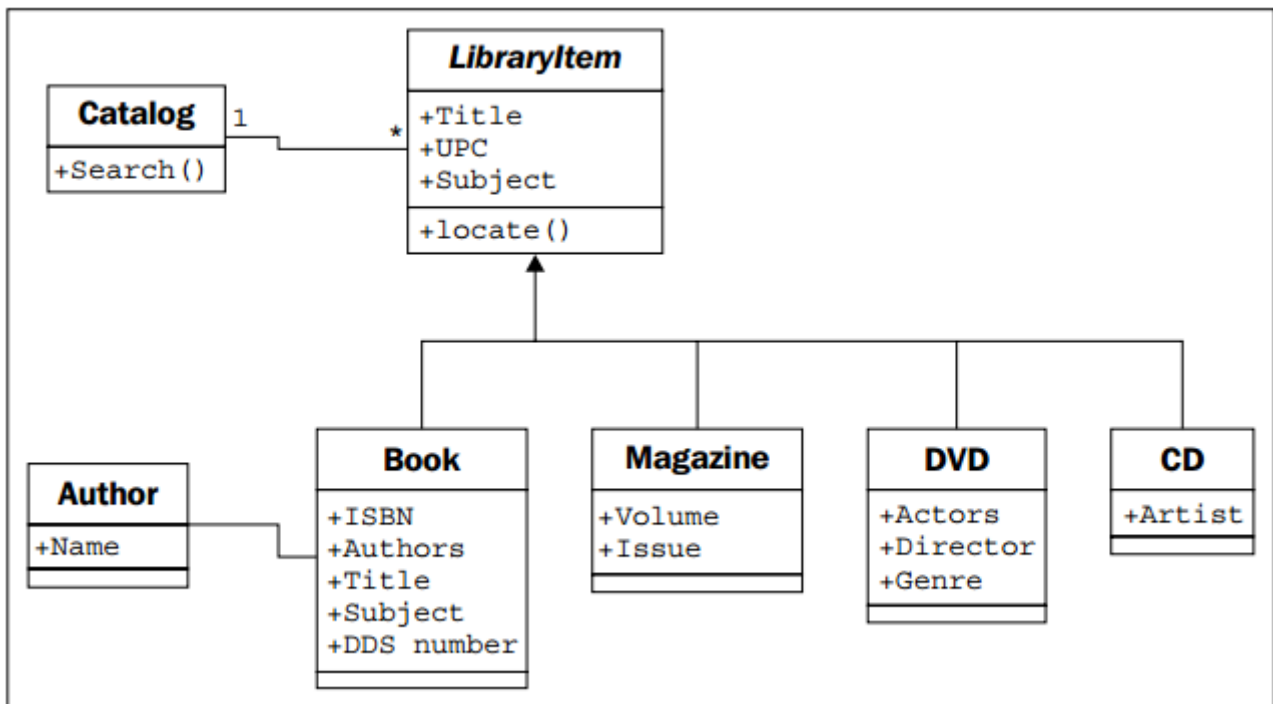 LibraryItem
+Title
+UPC
+Subject
+locate()
Catalog
+Search()
1
*
Author
+Name
Book
+ISBN
+Authors
+Title
+Subject
+DDS number
Magazine
+Volume
+Issue
DVD
+Actors
+Director
+Genre
CD
+Artist